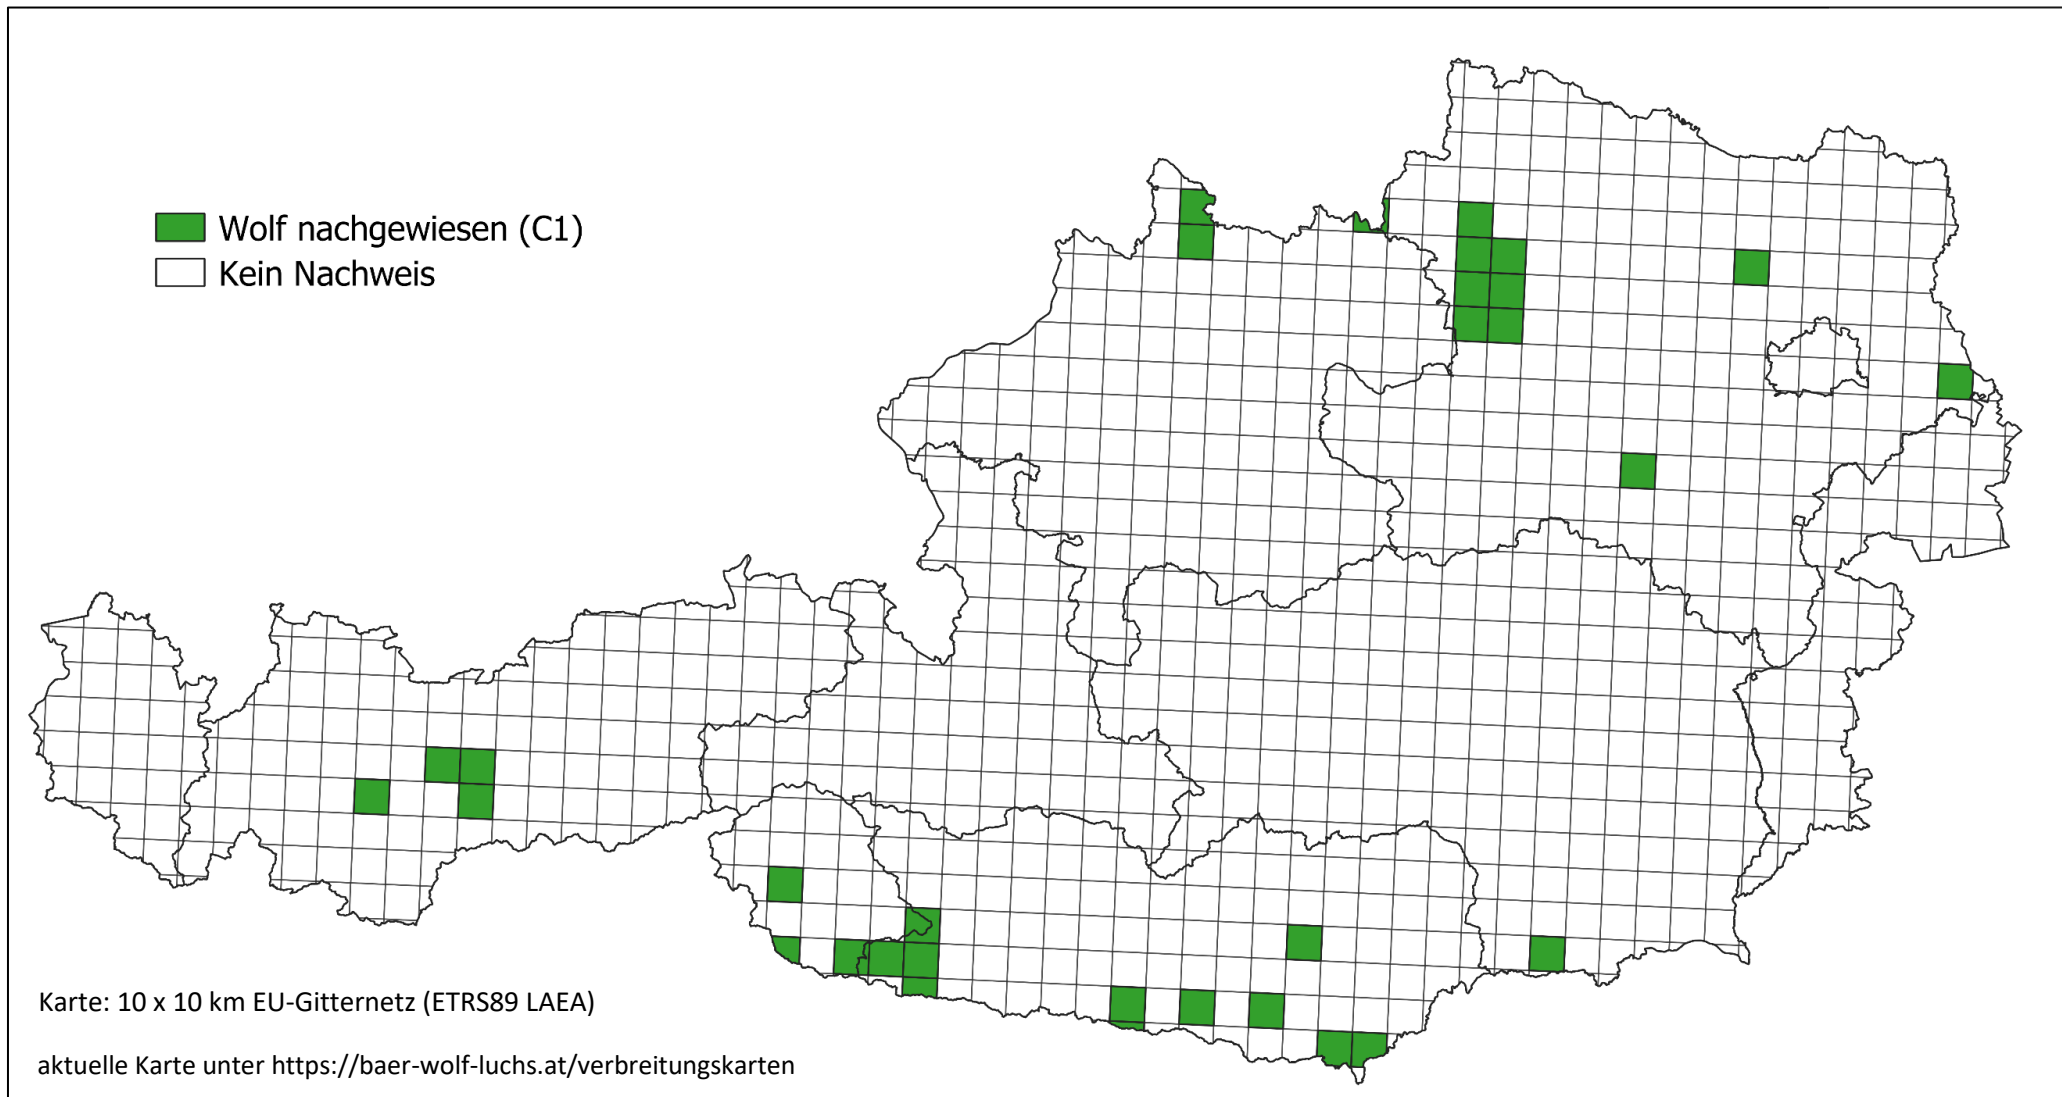 Wolf nachgewiesen (C1)
Kein Nachweis
Karte: 10 x 10 km EU-Gitternetz (ETRS89 LAEA)
aktuelle Karte unter https://baer-wolf-luchs.at/verbreitungskarten